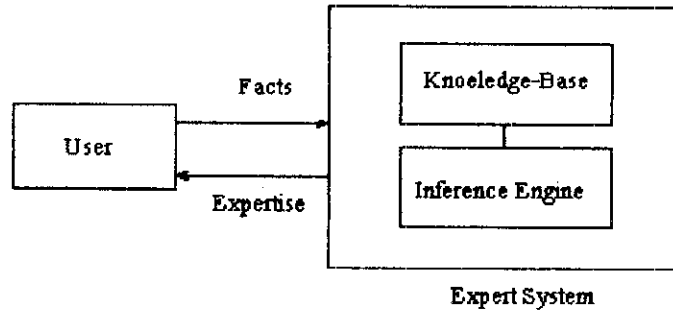 Facts
Knoeledge-Base
User
Expertise
Inference Engine
Expert System